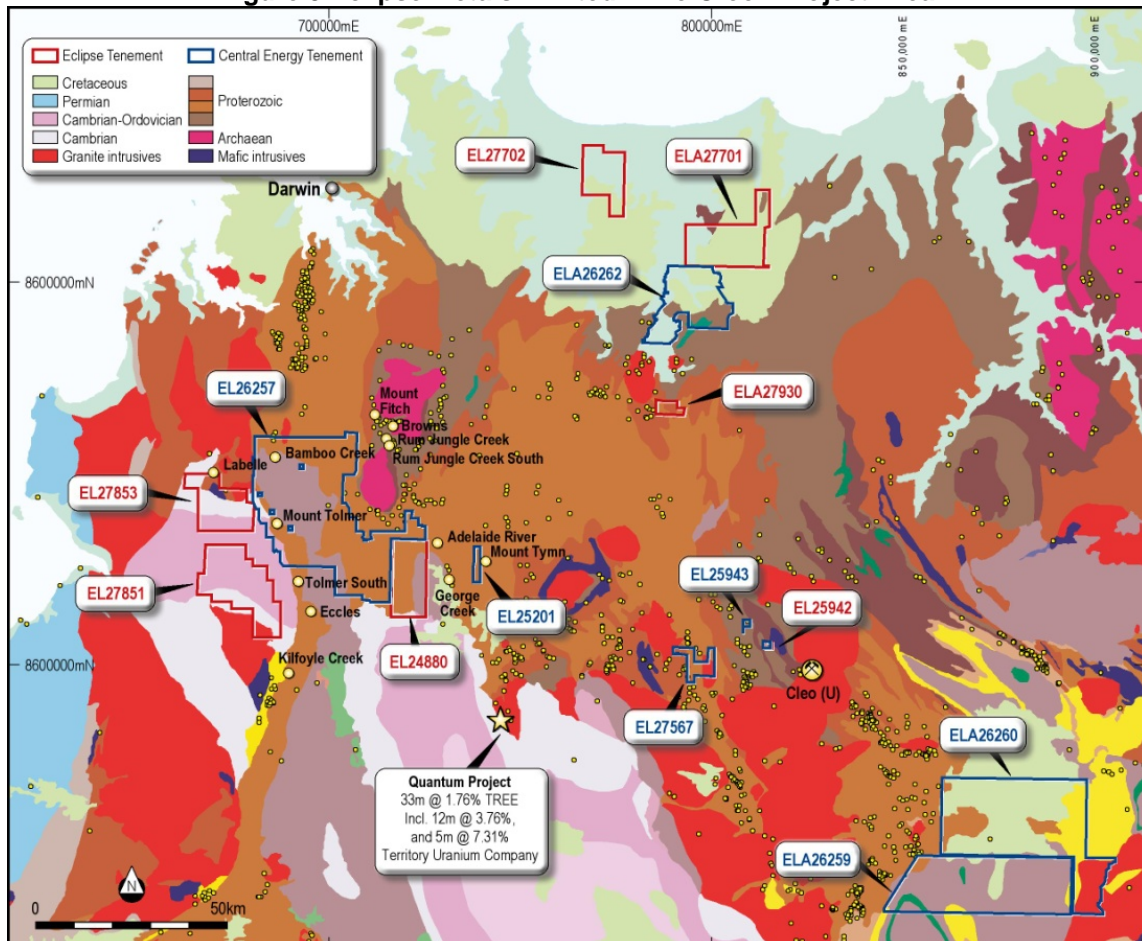 700000mE
800000mE
850,000 mE
900,000 mE
Eclipse Tenement
Central Energy Tenement
Cretaceous
Permian
Cambrian-Ordovician
Cambrian
Granite intrusives
Proterozoic
Archaean
Mafic intrusives
EL27702
ELA27701
Darwin
ELA26262
8600000mN
EL26257
ELA27930
Mount
Fitch
Browns
Rum Jungle Creek
Rum Jungle Creek South
Bamboo Creek
Labelle
EL27853
Mount Tolmer
Adelaide River
Mount Tymn
EL25943
EL27851
Tolmer South
George
Creek
EL25201
EL25942
Eccles
8600000mN
Kilfoyle Creek
EL24880
Cleo (U)
EL27567
ELA26260
Quantum Project
33m @ 1.76% TREE
Incl. 12m @ 3.76%,
and 5m @ 7.31%
Territory Uranium Company
ELA26259
N
0
50km